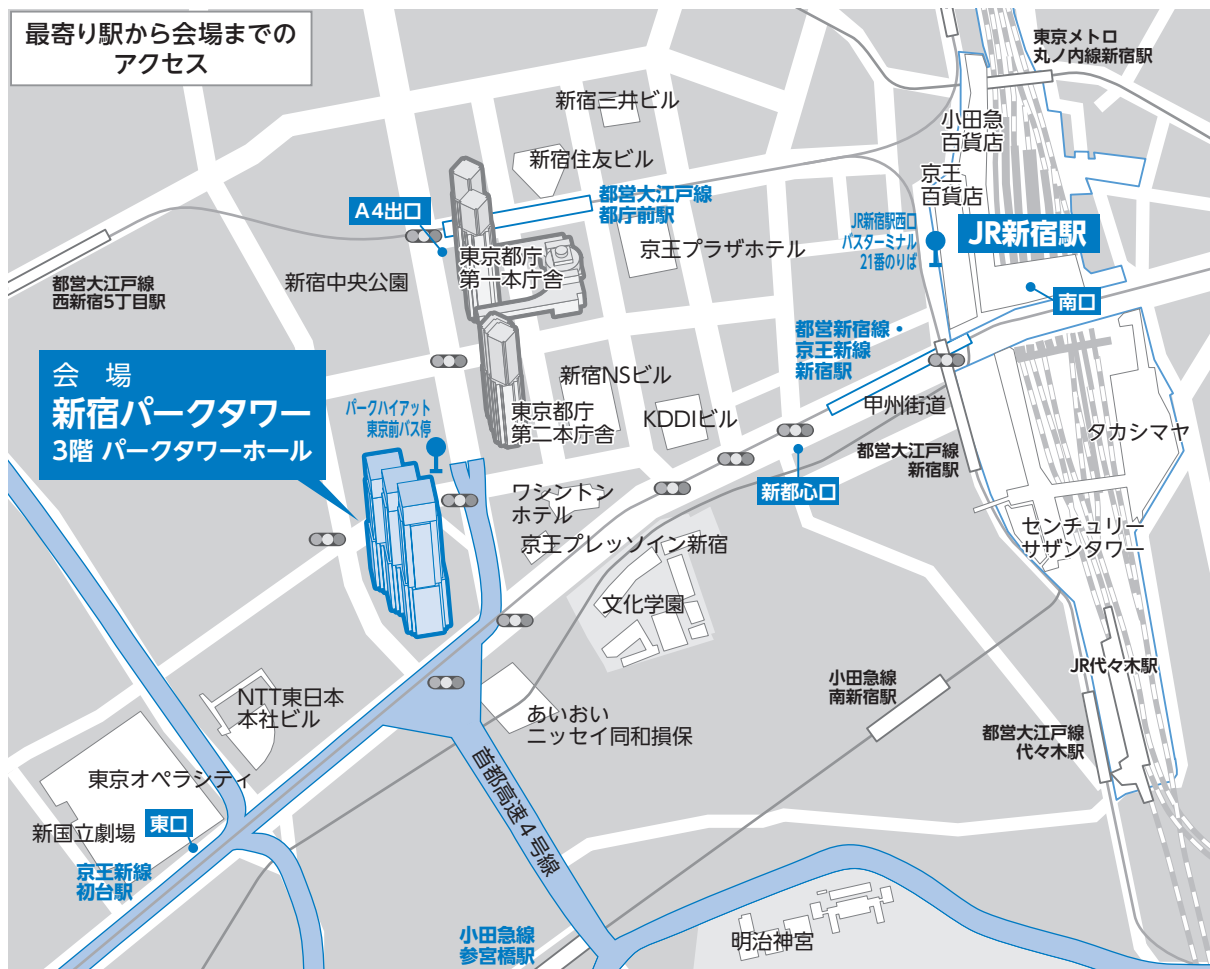 最寄り駅から会場までの
アクセス
東京メトロ
丸ノ内線新宿駅
新宿三井ビル
小田急
百貨店
新宿住友ビル
京王
百貨店
都営大江戸線
都庁前駅
A4出口
JR新宿駅西口
バスターミナル
21番のりば
JR新宿駅
京王プラザホテル
東京都庁
第一本庁舎
新宿中央公園
都営大江戸線
西新宿5丁目駅
南口
都営新宿線・
京王新線
新宿駅
会 場
新宿パークタワー
3階 パークタワーホール
パークハイアット
東京前バス停
新宿NSビル
東京都庁
第二本庁舎
KDDIビル
甲州街道
タカシマヤ
都営大江戸線
新宿駅
新都心口
ワシントン
ホテル
京王プレッソイン新宿
センチュリー
サザンタワー
文化学園
JR代々木駅
小田急線
南新宿駅
NTT東日本
本社ビル
あいおい
ニッセイ同和損保
都営大江戸線
代々木駅
首都高速4号線
東京オペラシティ
新国立劇場
東口
京王新線
初台駅
小田急線
参宮橋駅
明治神宮